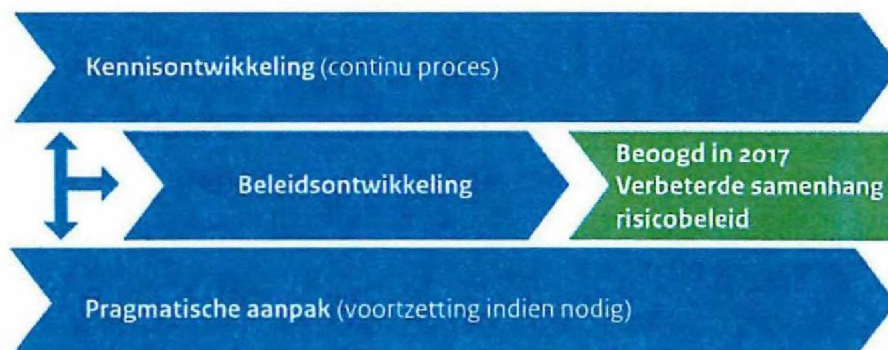 Kennisontwikkeling (continu proces)
Beleidsontwikkeling
Beoogd in 2017
Verbeterde samenhang
risicobeleid
Pragmatische aanpak (voortzetting indien nodig)